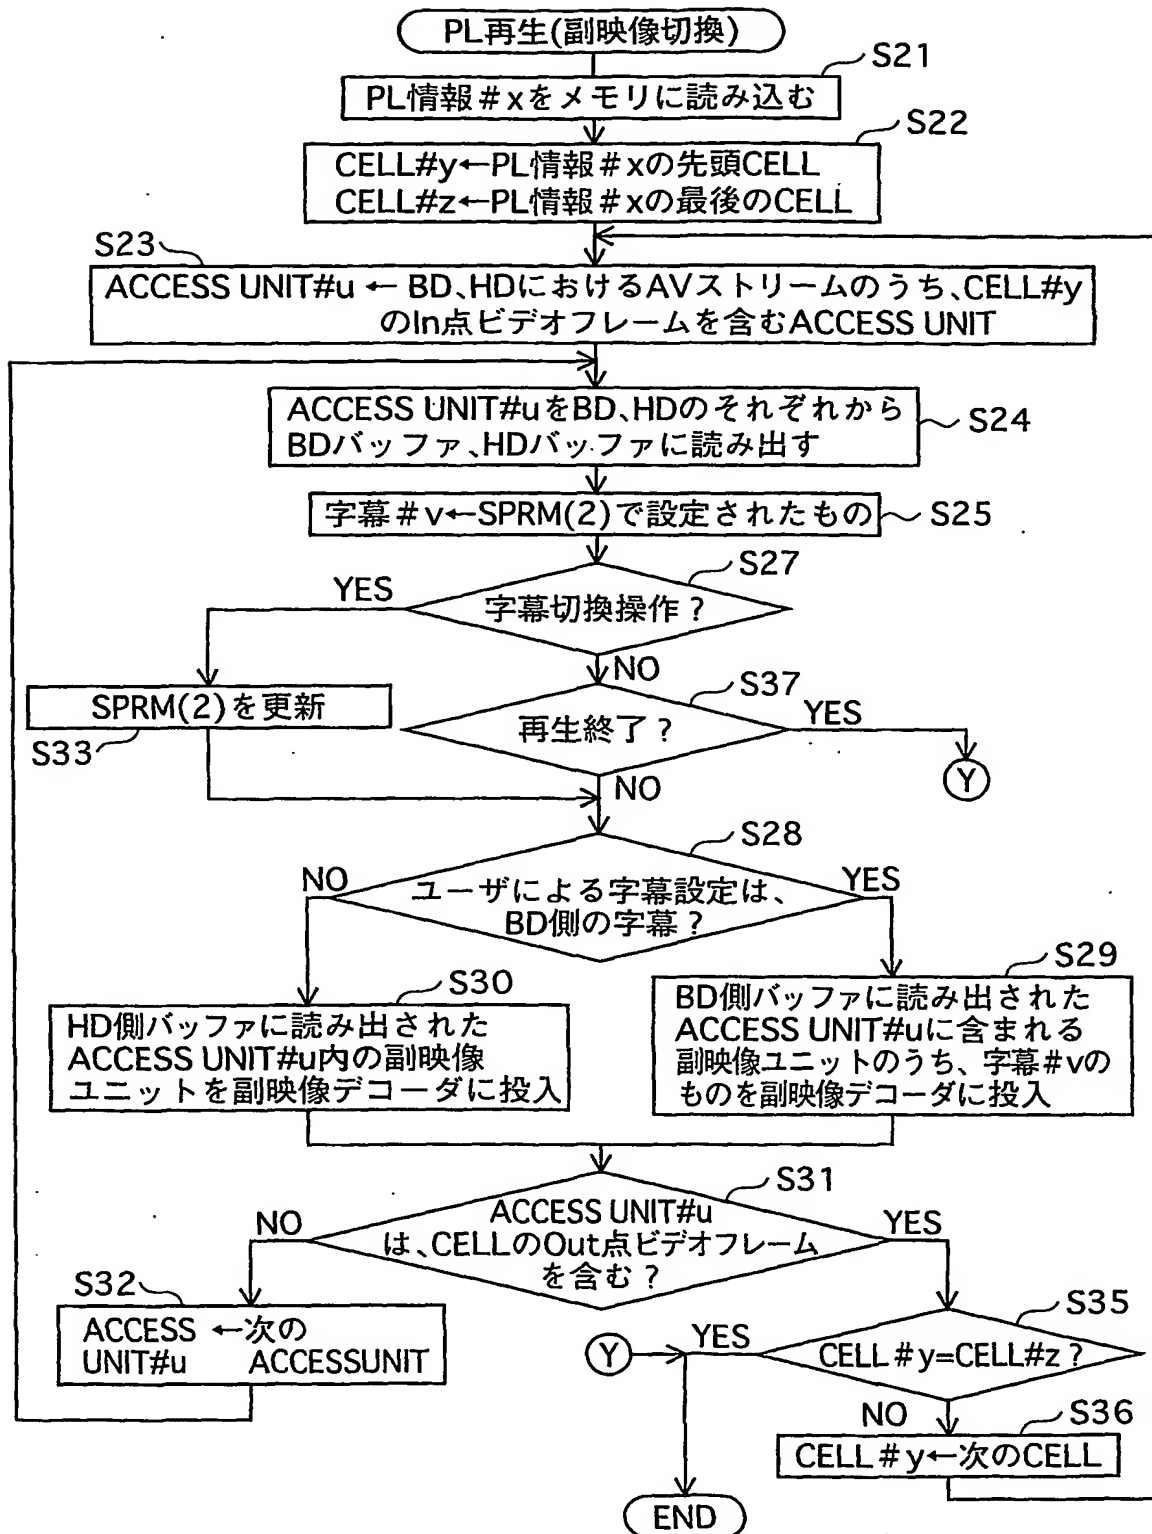 PL再生(副映像切換)
S21
PL情報#xをメモリに読み込む
S22
CELL#y←PL情報#xの先頭CELL
CELL#z←PL情報#xの最後のCELL
S23
ACCESS UNIT#u ← BD、HDにおけるAVストリームのうち、CELL#y
のIn点ビデオフレームを含むACCESS UNIT
ACCESS UNIT#uをBD、HDのそれぞれから
BDバッファ、HDバッファに読み出す
S24
字幕#v←SPRM(2)で設定されたもの
S25
S27
YES
字幕切換操作?
NO
S37
SPRM(2)を更新
S33
再生終了?
YES
Y
NO
S28
NO
YES
ユーザによる字幕設定は、
BD側の字幕?
S30
HD側バッファに読み出された
ACCESS UNIT#u内の副映像
ユニットを副映像デコーダに投入
S29
BD側バッファに読み出された
ACCESS UNIT#uに含まれる
副映像ユニットのうち、字幕#vの
ものを副映像デコーダに投入
S31
NO
YES
ACCESS UNIT#u
は、CELLのOut点ビデオフレーム
を含む?
S32
ACCESS ←次の
UNIT#u ACCESSUNIT
S35
Y
YES
CELL#y=CELL#z?
NO
S36
CELL#y←次のCELL
END